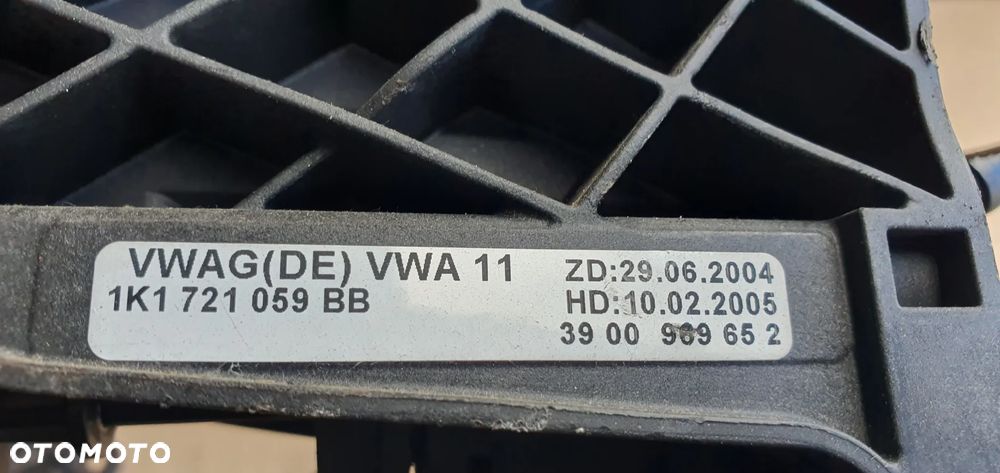 VWAG(DE) VWA 11
1K1 721 059 BB
ZD:29.06.2004
HD:10.02.2005
39 00 969 65 2
OTOMOTO